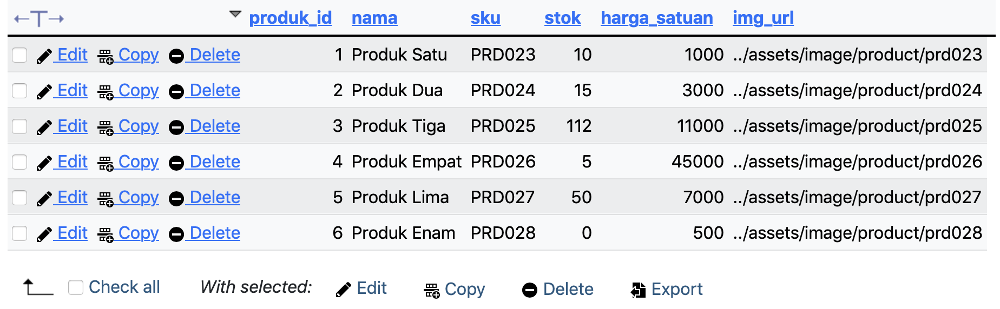 produk_id nama sku stok harga_satuan img_url
Edit Copy Delete 1 Produk Satu PRD023 10 1000 ../assets/image/product/prd023
Edit Copy Delete 2 Produk Dua PRD024 15 3000 ../assets/image/product/prd024
Edit Copy Delete 3 Produk Tiga PRD025 112 11000 ../assets/image/product/prd025
Edit Copy Delete 4 Produk Empat PRD026 5 45000 ../assets/image/product/prd026
Edit Copy Delete 5 Produk Lima PRD027 50 7000 ../assets/image/product/prd027
Edit Copy Delete 6 Produk Enam PRD028 0 500 ../assets/image/product/prd028
Check all With selected: Edit Copy Delete Export